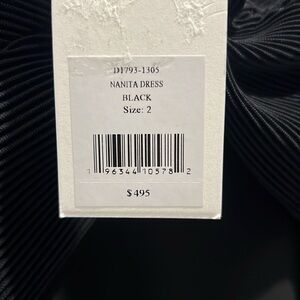 D1793-1305
NANITA DRESS
BLACK
Size: 2
1 96344 10578 2
$495